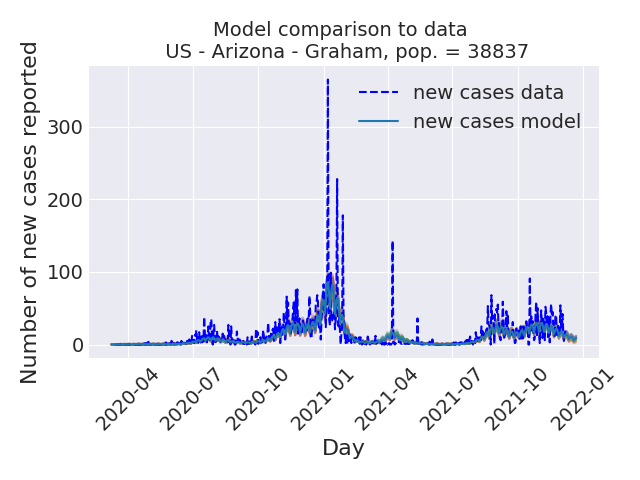 Model comparison to data
US - Arizona - Graham, pop. = 38837
new cases data
new cases model
Number of new cases reported
300
200
100
0
2020-04
2020-07
2020-10
2021-01
2021-04
2021-07
2021-10
2022-01
Day